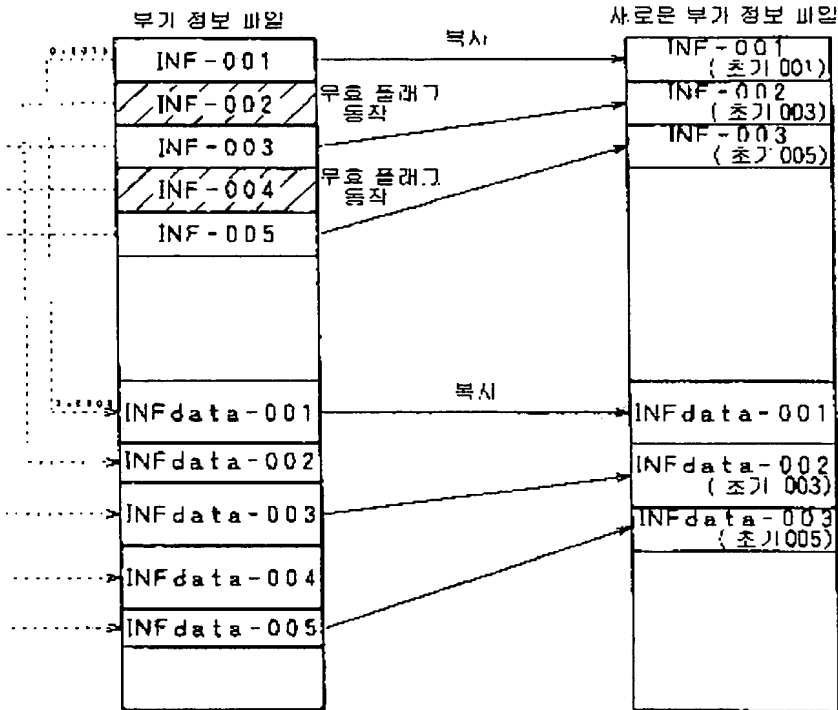 부가 정보 파일
새로운 부가 정보 파일
복사
INF-001
INF-002
무효 플래그
동작
INF-003
INF-004
무효 플래그
동작
INF-005
INF-001
(초기 001)
INF-002
(초기 003)
INF-003
(초기 005)
복사
INFdata-001
INFdata-002
INFdata-003
INFdata-004
INFdata-005
INFdata-001
INFdata-002
(초기 003)
INFdata-003
(초기 005)